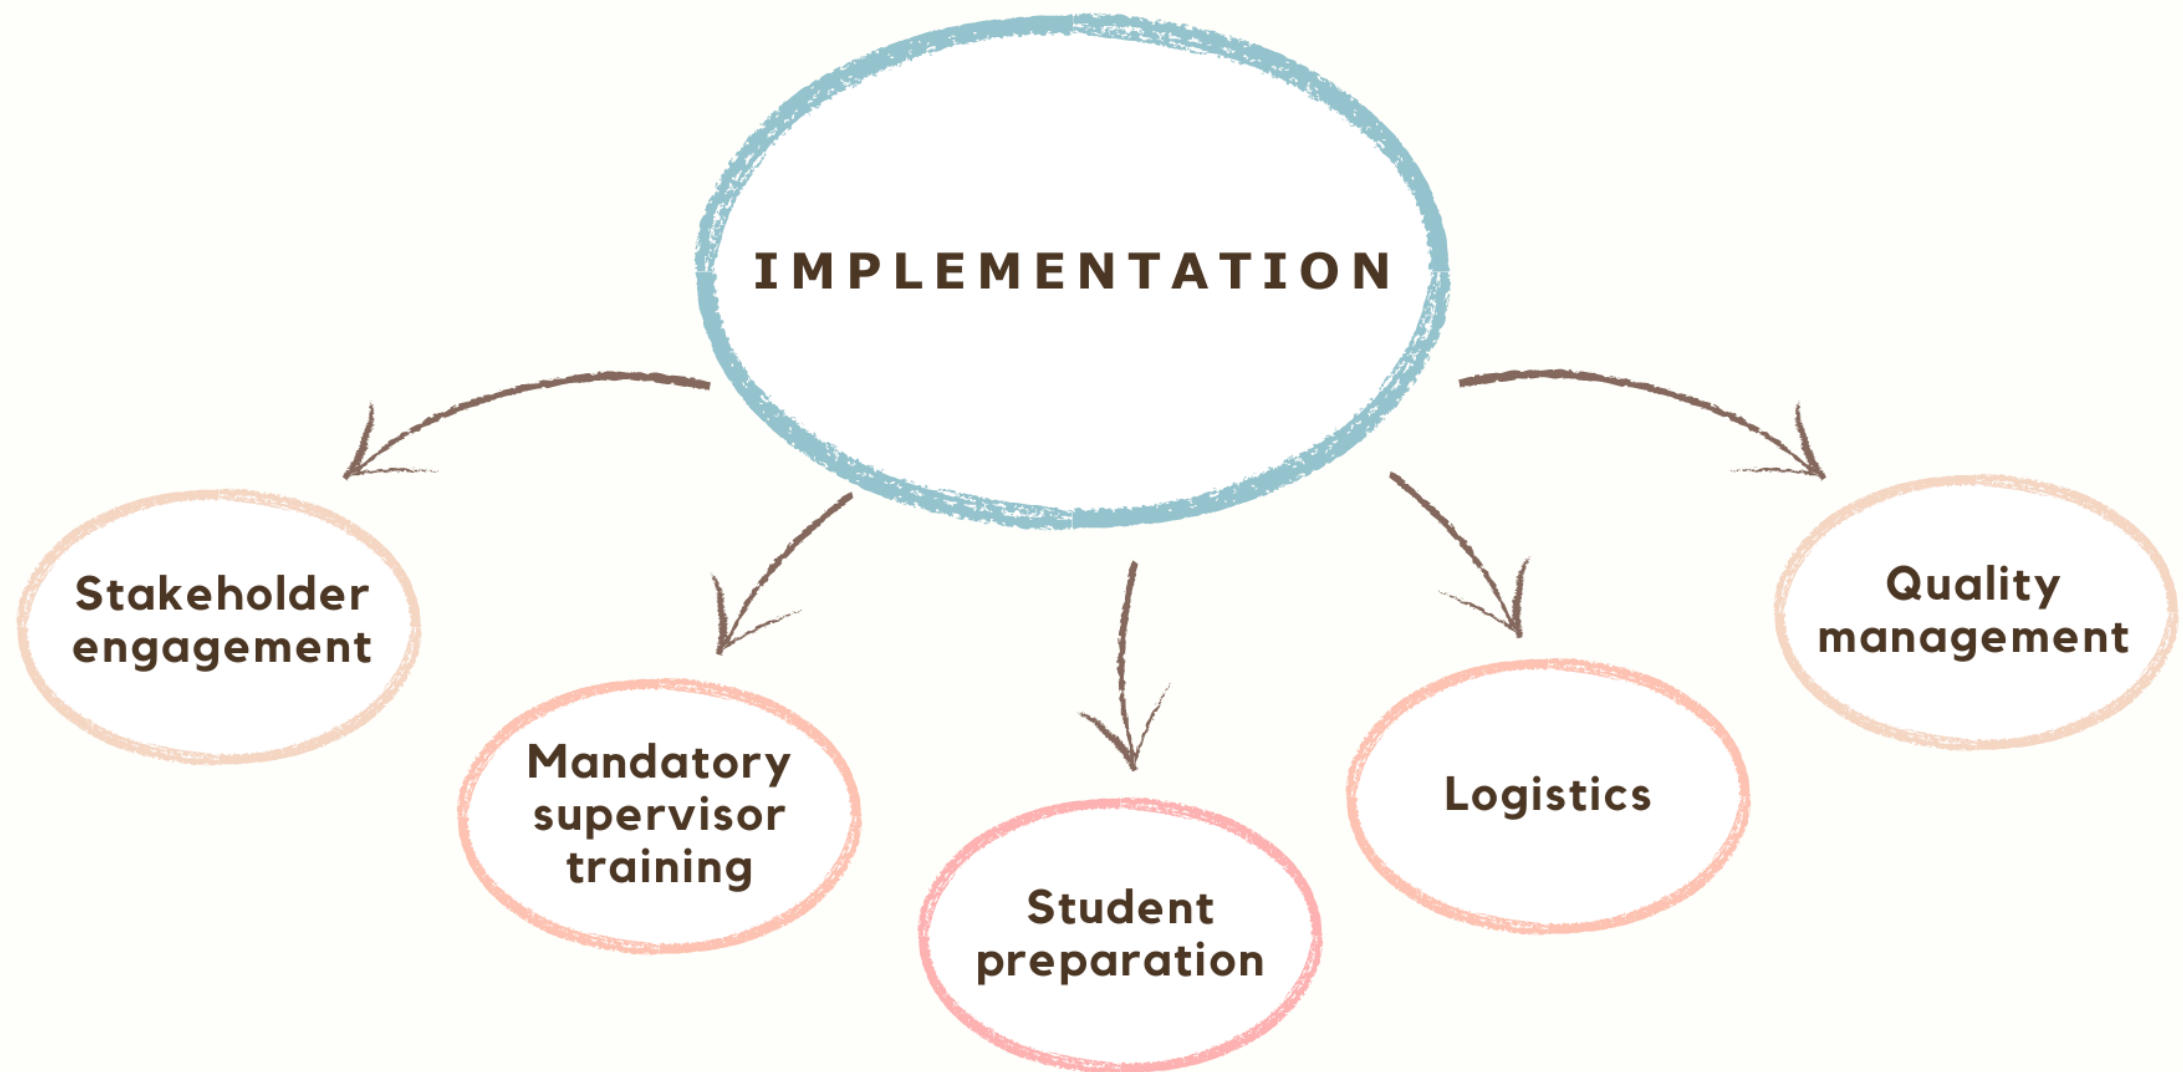 IMPLEMENTATION
Stakeholder
engagement
Mandatory
supervisor
training
Student
preparation
Logistics
Quality
management